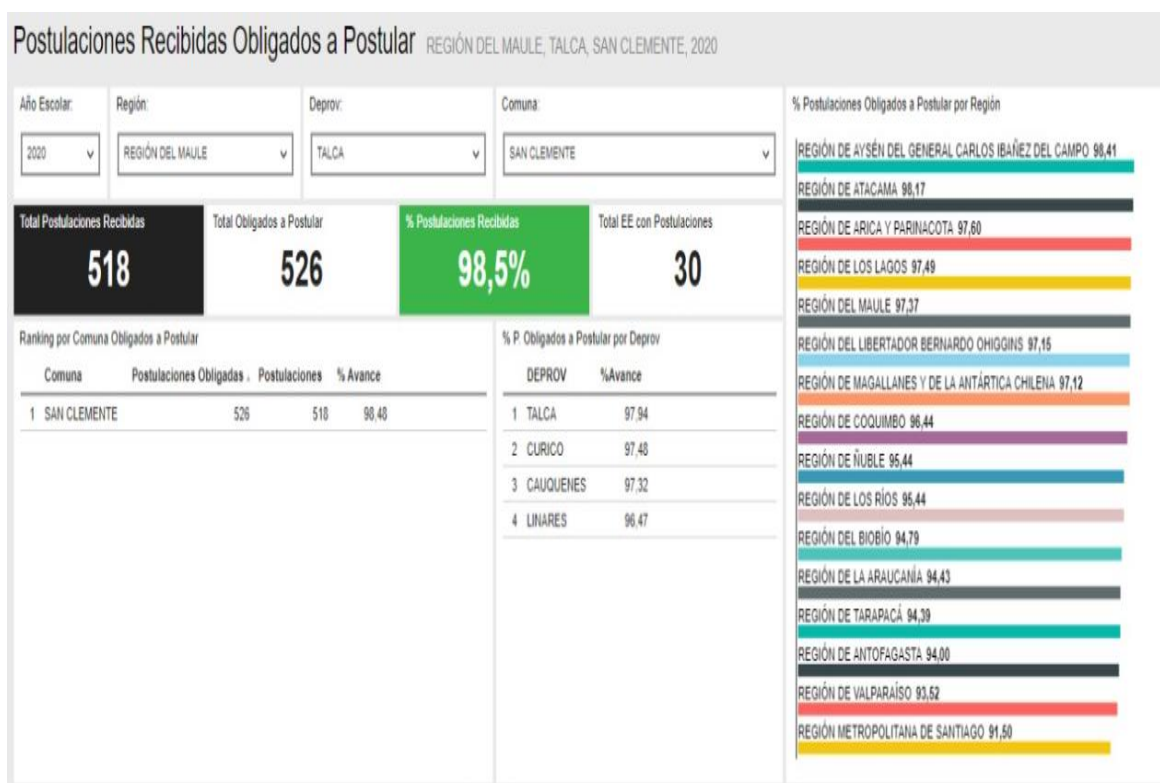 Postulaciones Recibidas Obligados a Postular REGIÓN DEL MAULE, TALCA, SAN CLEMENTE, 2020
Año Escolar: Región: Deprov: Comuna:
2020 REGIÓN DEL MAULE TALCA SAN CLEMENTE
Total Postulaciones Recibidas Total Obligados a Postular % Postulaciones Recibidas Total EE con Postulaciones
518 526 98,5% 30
Ranking por Comuna Obligados a Postular
Comuna Postulaciones Obligadas Postulaciones % Avance
1 SAN CLEMENTE 526 518 98,48
% P. Obligados a Postular por Deprov
DEPROV %Avance
1 TALCA 97,94
2 CURICO 97,48
3 CAUQUENES 97,32
4 LINARES 96,47
% Postulaciones Obligados a Postular por Región
REGIÓN DE AYSÉN DEL GENERAL CARLOS IBAÑEZ DEL CAMPO 98,41
REGIÓN DE ATACAMA 98,17
REGIÓN DE ARICA Y PARINACOTA 97,60
REGIÓN DE LOS LAGOS 97,49
REGIÓN DEL MAULE 97,37
REGIÓN DEL LIBERTADOR BERNARDO OHIGGINS 97,15
REGIÓN DE MAGALLANES Y DE LA ANTÁRTICA CHILENA 97,12
REGIÓN DE COQUIMBO 96,44
REGIÓN DE ÑUBLE 95,44
REGIÓN DE LOS RÍOS 95,44
REGIÓN DEL BIOBÍO 94,79
REGIÓN DE LA ARAUCANÍA 94,43
REGIÓN DE TARAPACÁ 94,39
REGIÓN DE ANTOFAGASTA 94,00
REGIÓN DE VALPARAÍSO 93,52
REGIÓN METROPOLITANA DE SANTIAGO 91,50